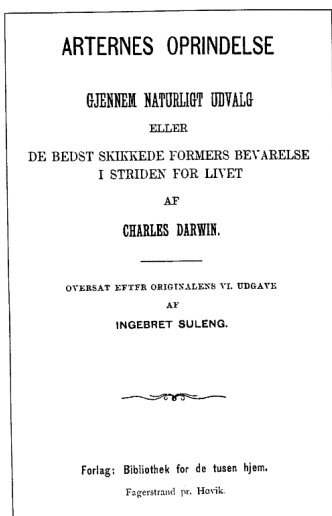 ARTERNES OPRINDELSE
GJENNEM NATURLIGT UDVALG
ELLER
DE BEDST SKIKKEDE FORMERS BEVARELSE
I STRIDEN FOR LIVET
AF
CHARLES DARWIN.
OVERSAT EFTER ORIGINALENS VI. UDGAVE
AF
INGEBRET SULENG.
Forlag: Bibliothek for de tusen hjem.
Fagerstrand pr. Hovik.